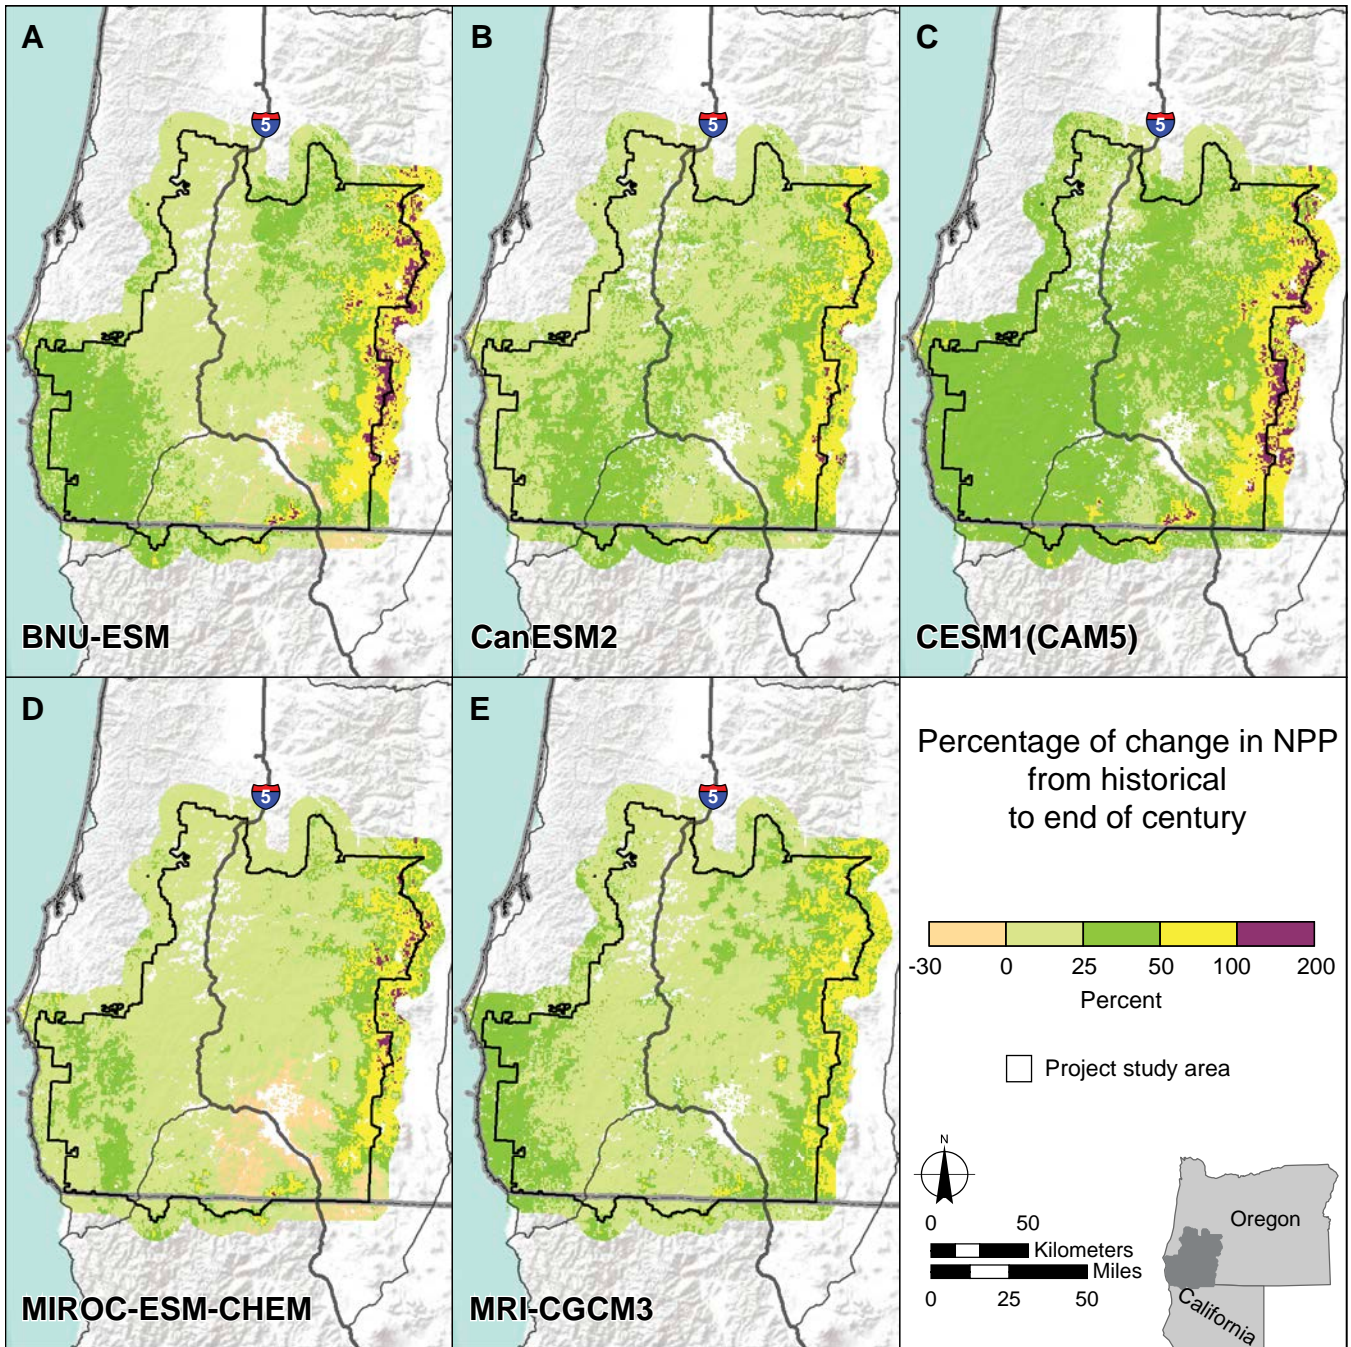 A
5
BNU-ESM
B
5
CanESM2
C
5
CESM1(CAM5)
D
5
MIROC-ESM-CHEM
E
5
MRI-CGCM3
Percentage of change in NPP
from historical
to end of century
-30 0 25 50 100 200
Percent
Project study area
N
0 50
Kilometers
Miles
0 25 50
Oregon
California